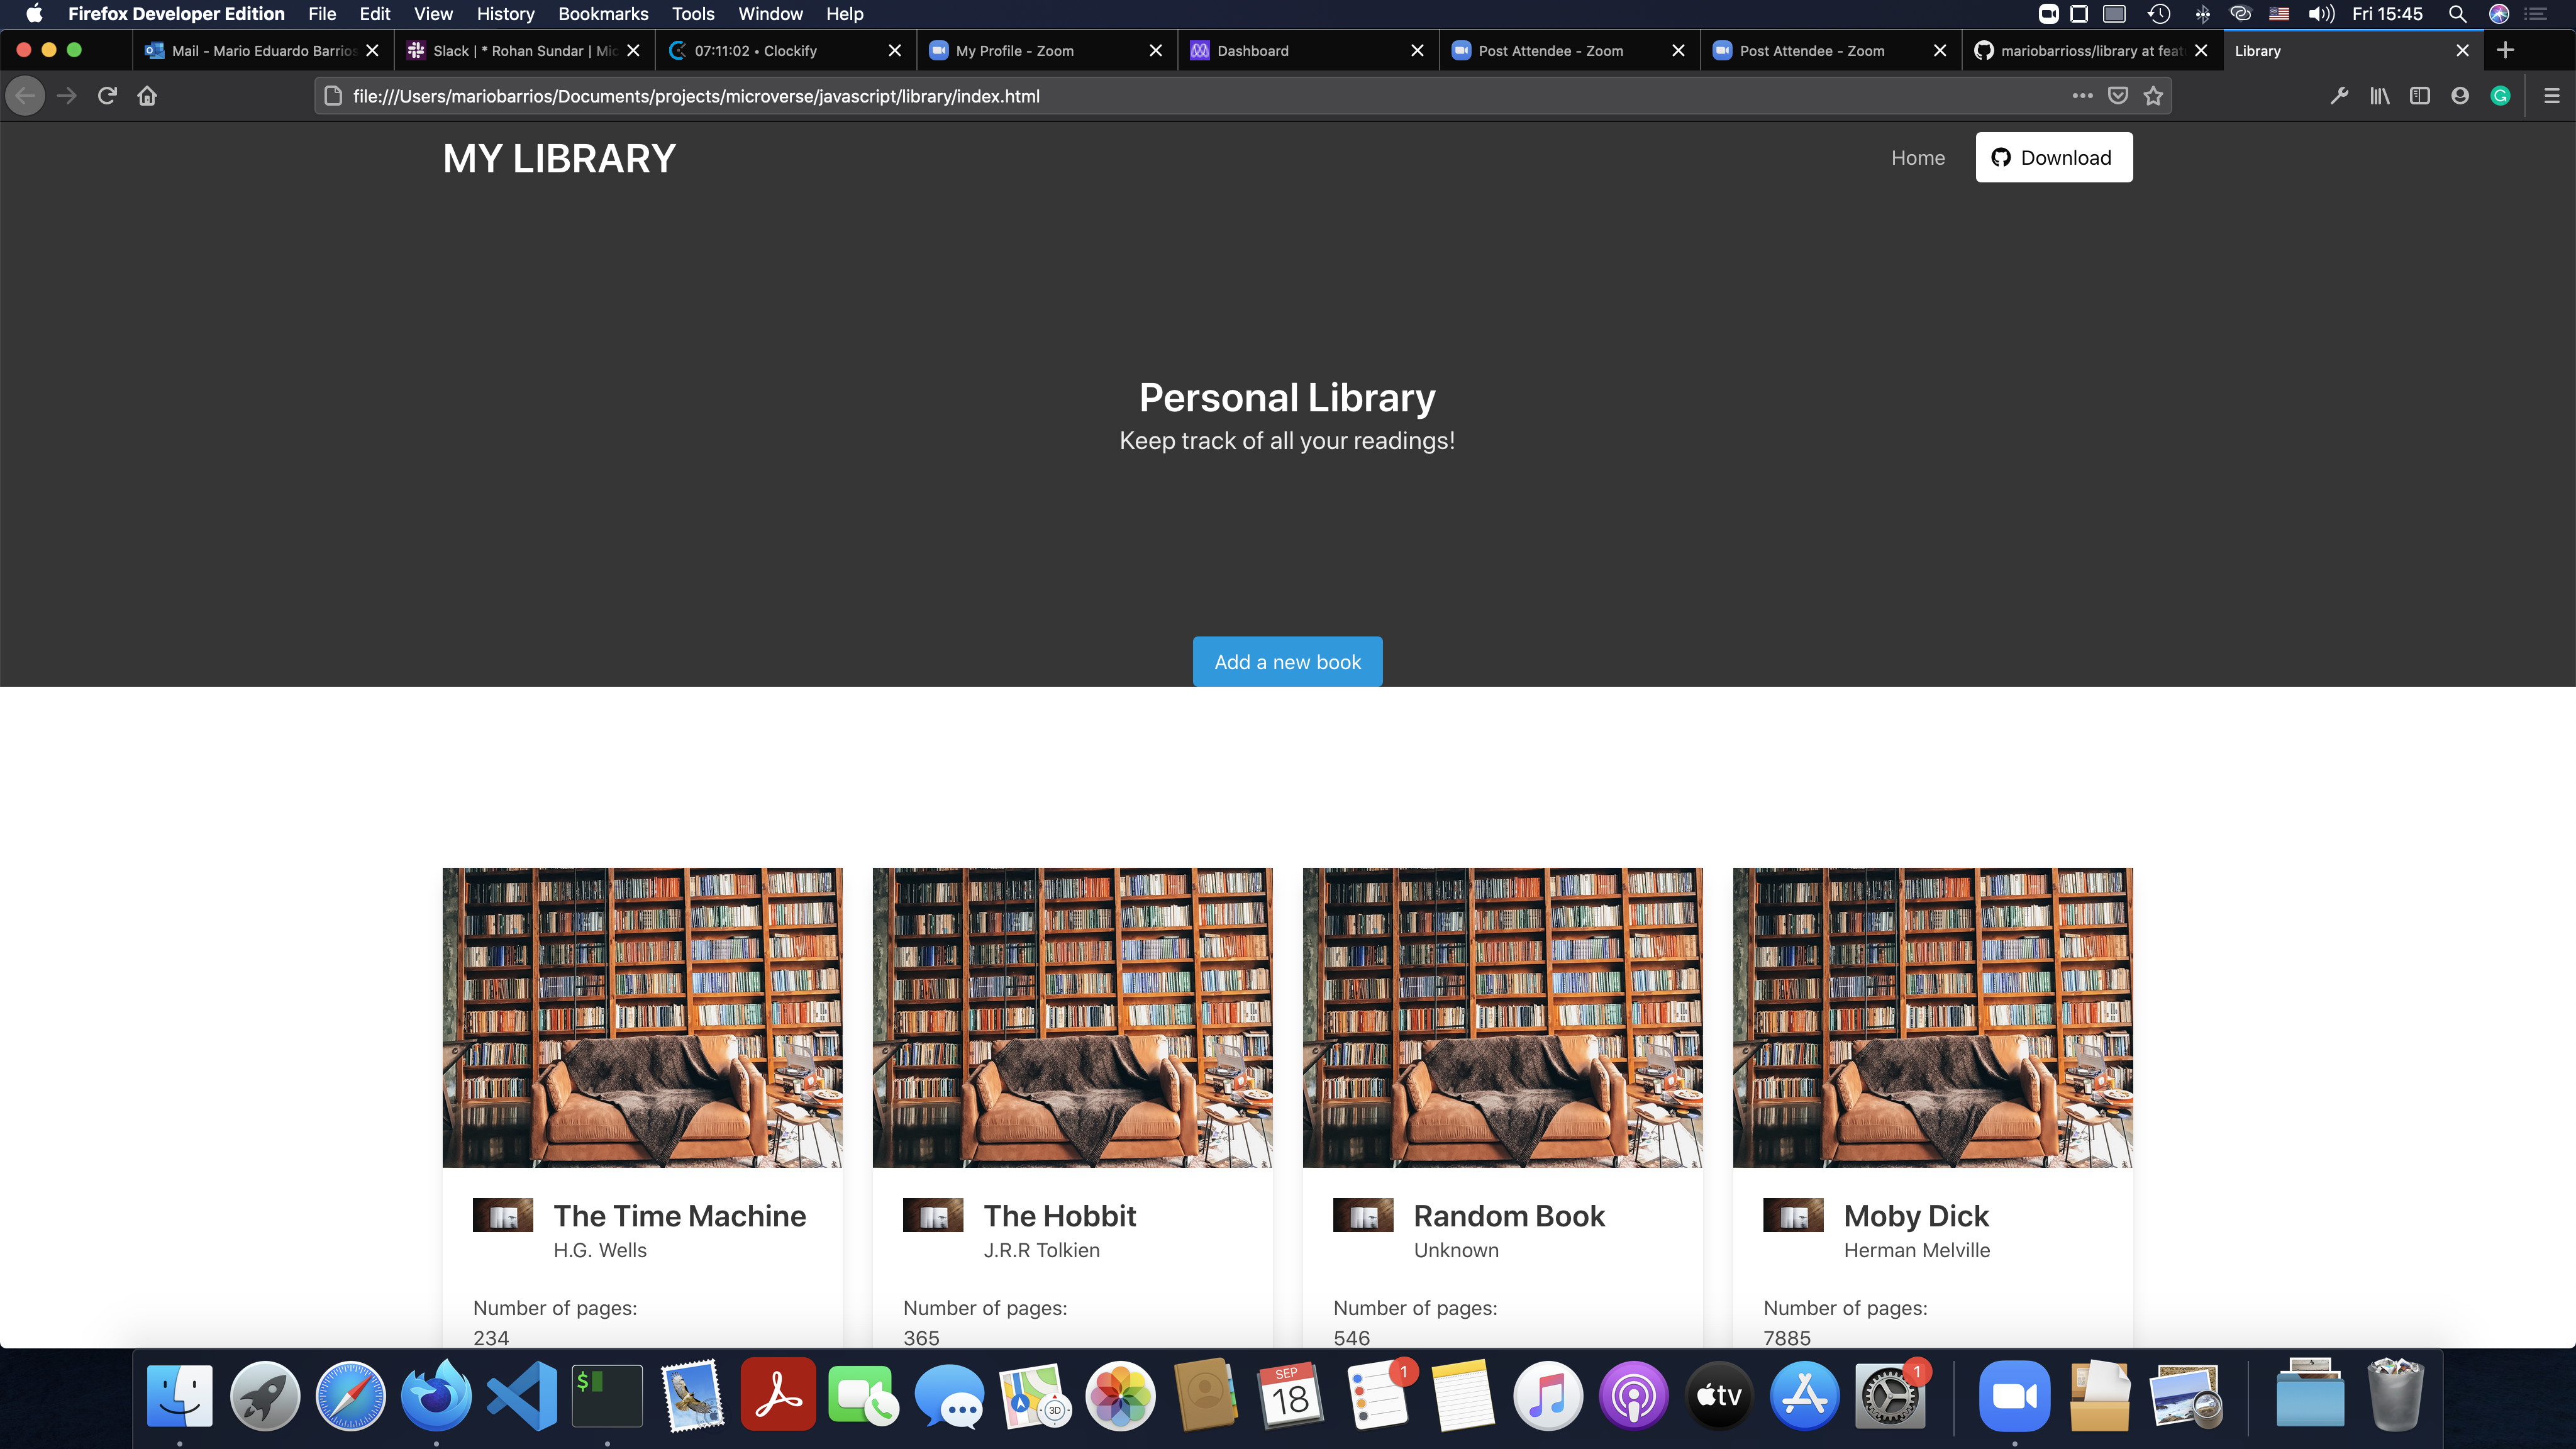 Firefox Developer Edition File Edit View History Bookmarks Tools Window Help Fri 15:45
Mail - Mario Eduardo Barrios Slack | * Rohan Sundar | Mic 07:11:02 • Clockify My Profile - Zoom Dashboard Post Attendee - Zoom Post Attendee - Zoom mariobarrioss/library at feat Library
file:///Users/mariobarrios/Documents/projects/microverse/javascript/library/index.html
MY LIBRARY Home Download
Personal Library
Keep track of all your readings!
Add a new book
The Time Machine The Hobbit Random Book Moby Dick
H.G. Wells J.R.R Tolkien Unknown Herman Melville
Number of pages: Number of pages: Number of pages: Number of pages:
234 365 546 7885
$ 3D SEP 18 1 tv 1